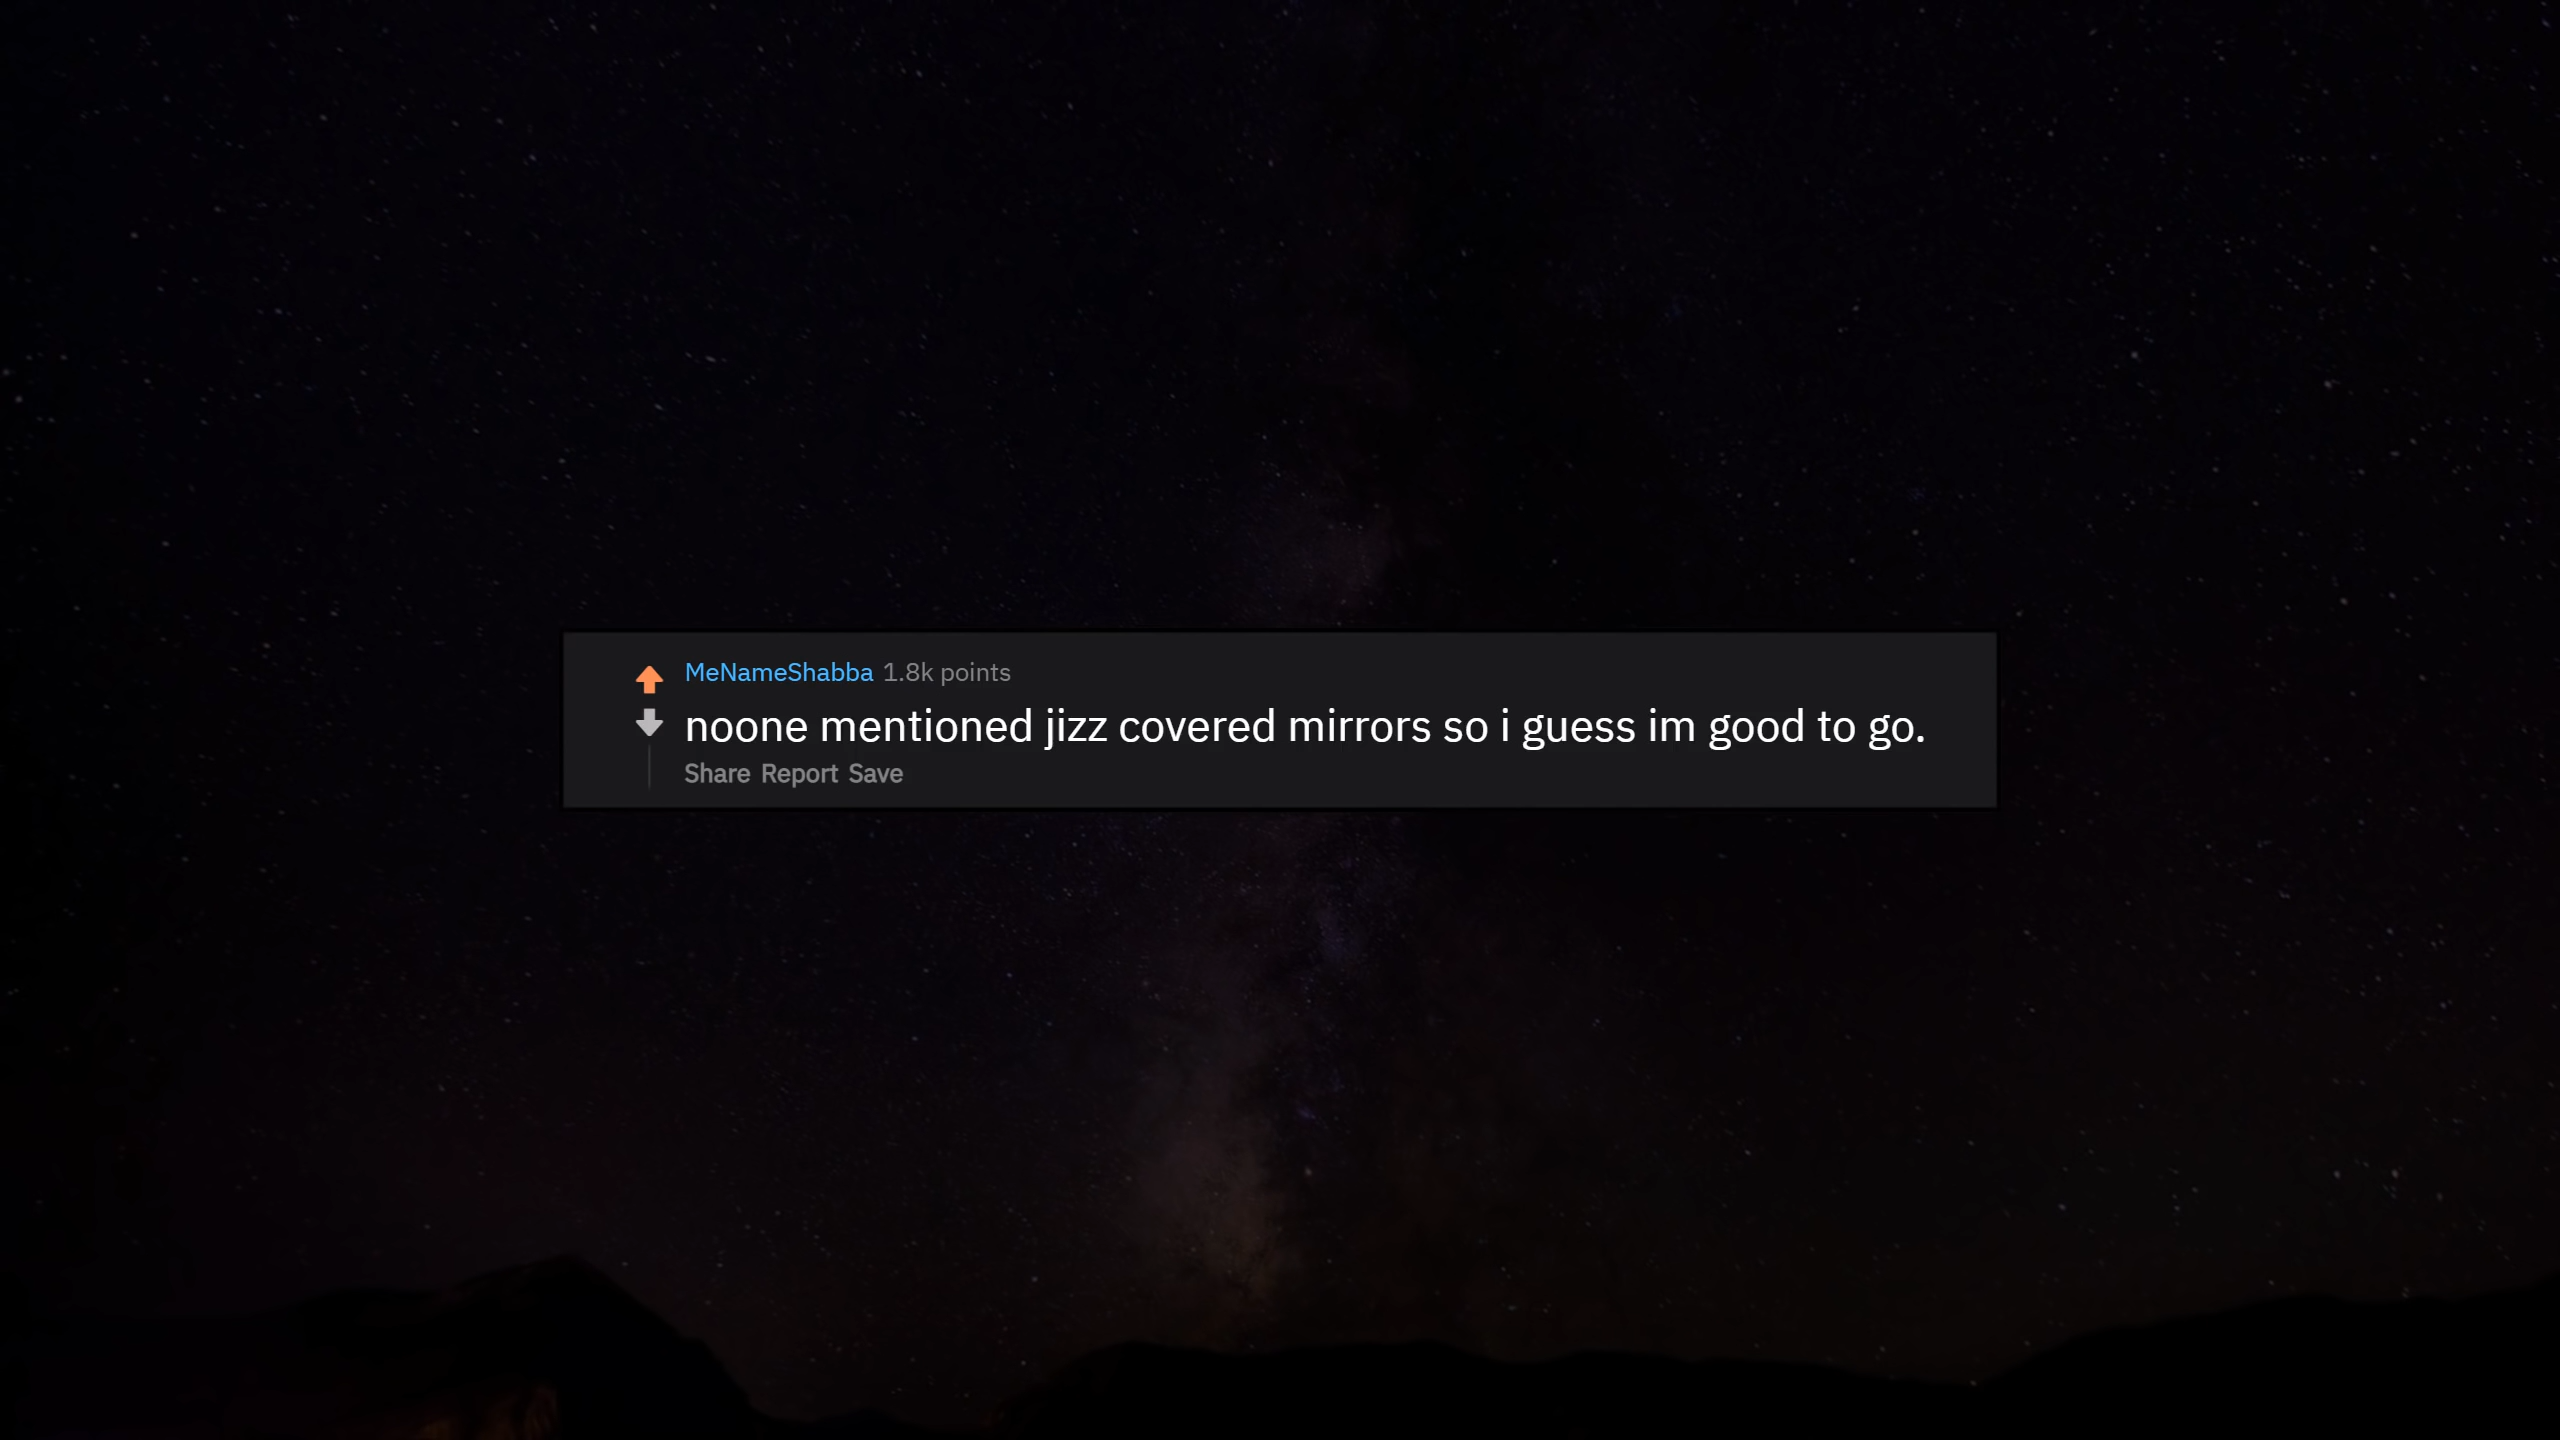 MeNameShabba 1.8k points
noone mentioned jizz covered mirrors so i guess im good to go.
Share Report Save